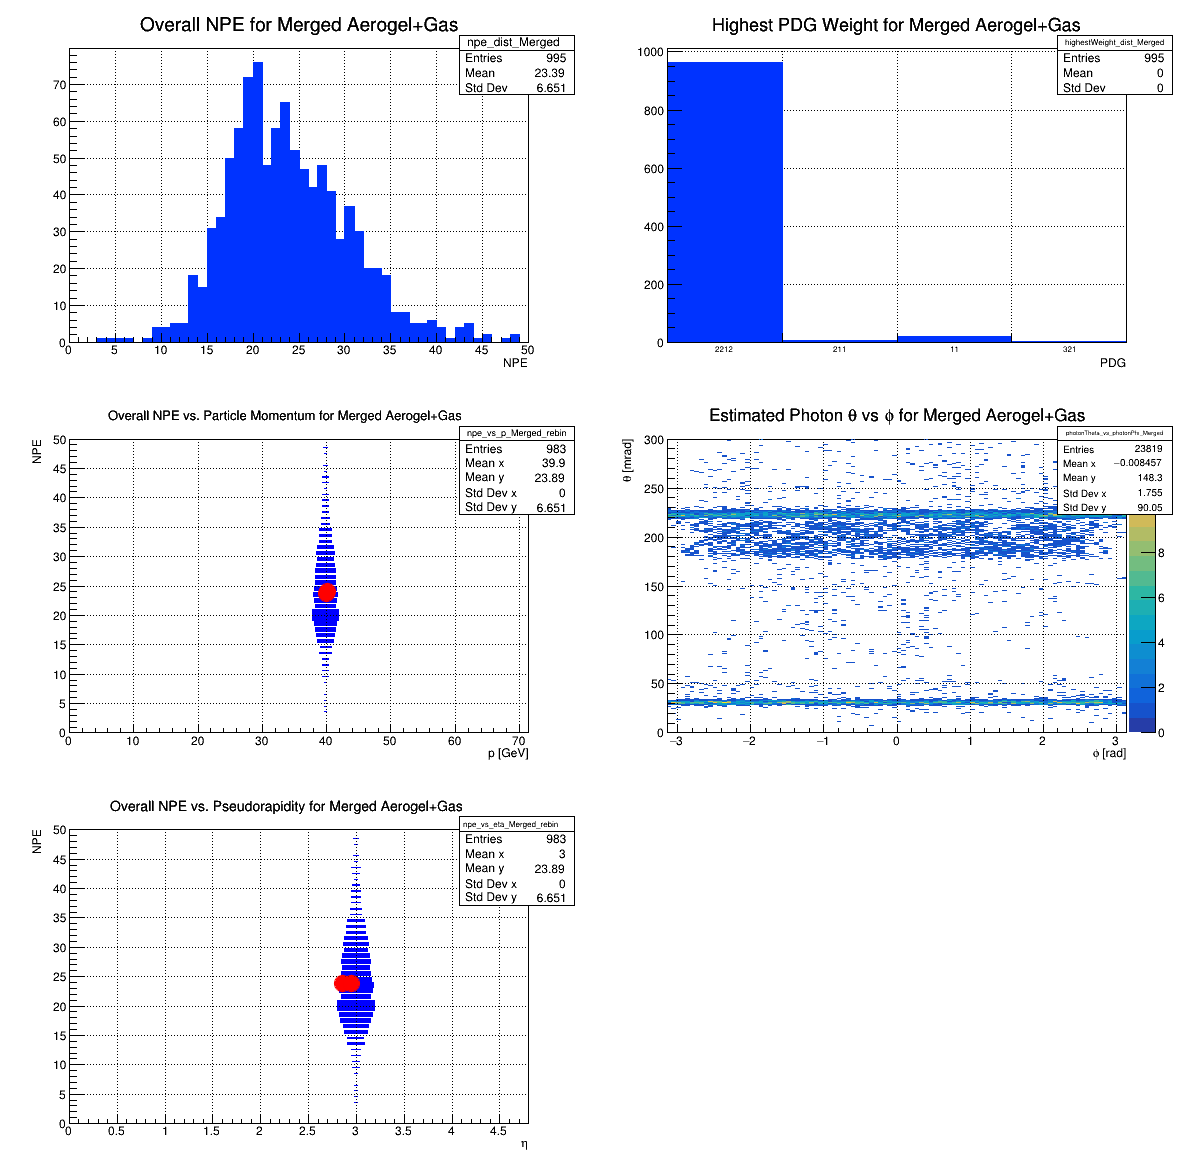 Overall NPE for Merged Aerogel+Gas
npe_dist_Merged
Entries 995
Mean 23.39
Std Dev 6.651
70
60
50
40
30
20
10
0
0 5 10 15 20 25 30 35 40 45 50
NPE
Highest PDG Weight for Merged Aerogel+Gas
highestWeight_dist_Merged
Entries 995
Mean 0
Std Dev 0
1000
800
600
400
200
0
2212 211 11 321
PDG
Overall NPE vs. Particle Momentum for Merged Aerogel+Gas
npe_vs_p_Merged_rebin
Entries 983
Mean x 39.9
Mean y 23.89
Std Dev x 0
Std Dev y 6.651
NPE
50
45
40
35
30
25
20
15
10
5
0
0 10 20 30 40 50 60 70
p [GeV]
Estimated Photon θ vs ϕ for Merged Aerogel+Gas
photonTheta_vs_photonPhi_Merged
Entries 23819
Mean x −0.008457
Mean y 148.3
Std Dev x 1.755
Std Dev y 90.05
θ [mrad]
300
250
200
150
100
50
0
−3 −2 −1 0 1 2 3
ϕ [rad]
8
6
4
2
0
Overall NPE vs. Pseudorapidity for Merged Aerogel+Gas
npe_vs_eta_Merged_rebin
Entries 983
Mean x 3
Mean y 23.89
Std Dev x 0
Std Dev y 6.651
NPE
50
45
40
35
30
25
20
15
10
5
0
0 0.5 1 1.5 2 2.5 3 3.5 4 4.5
η